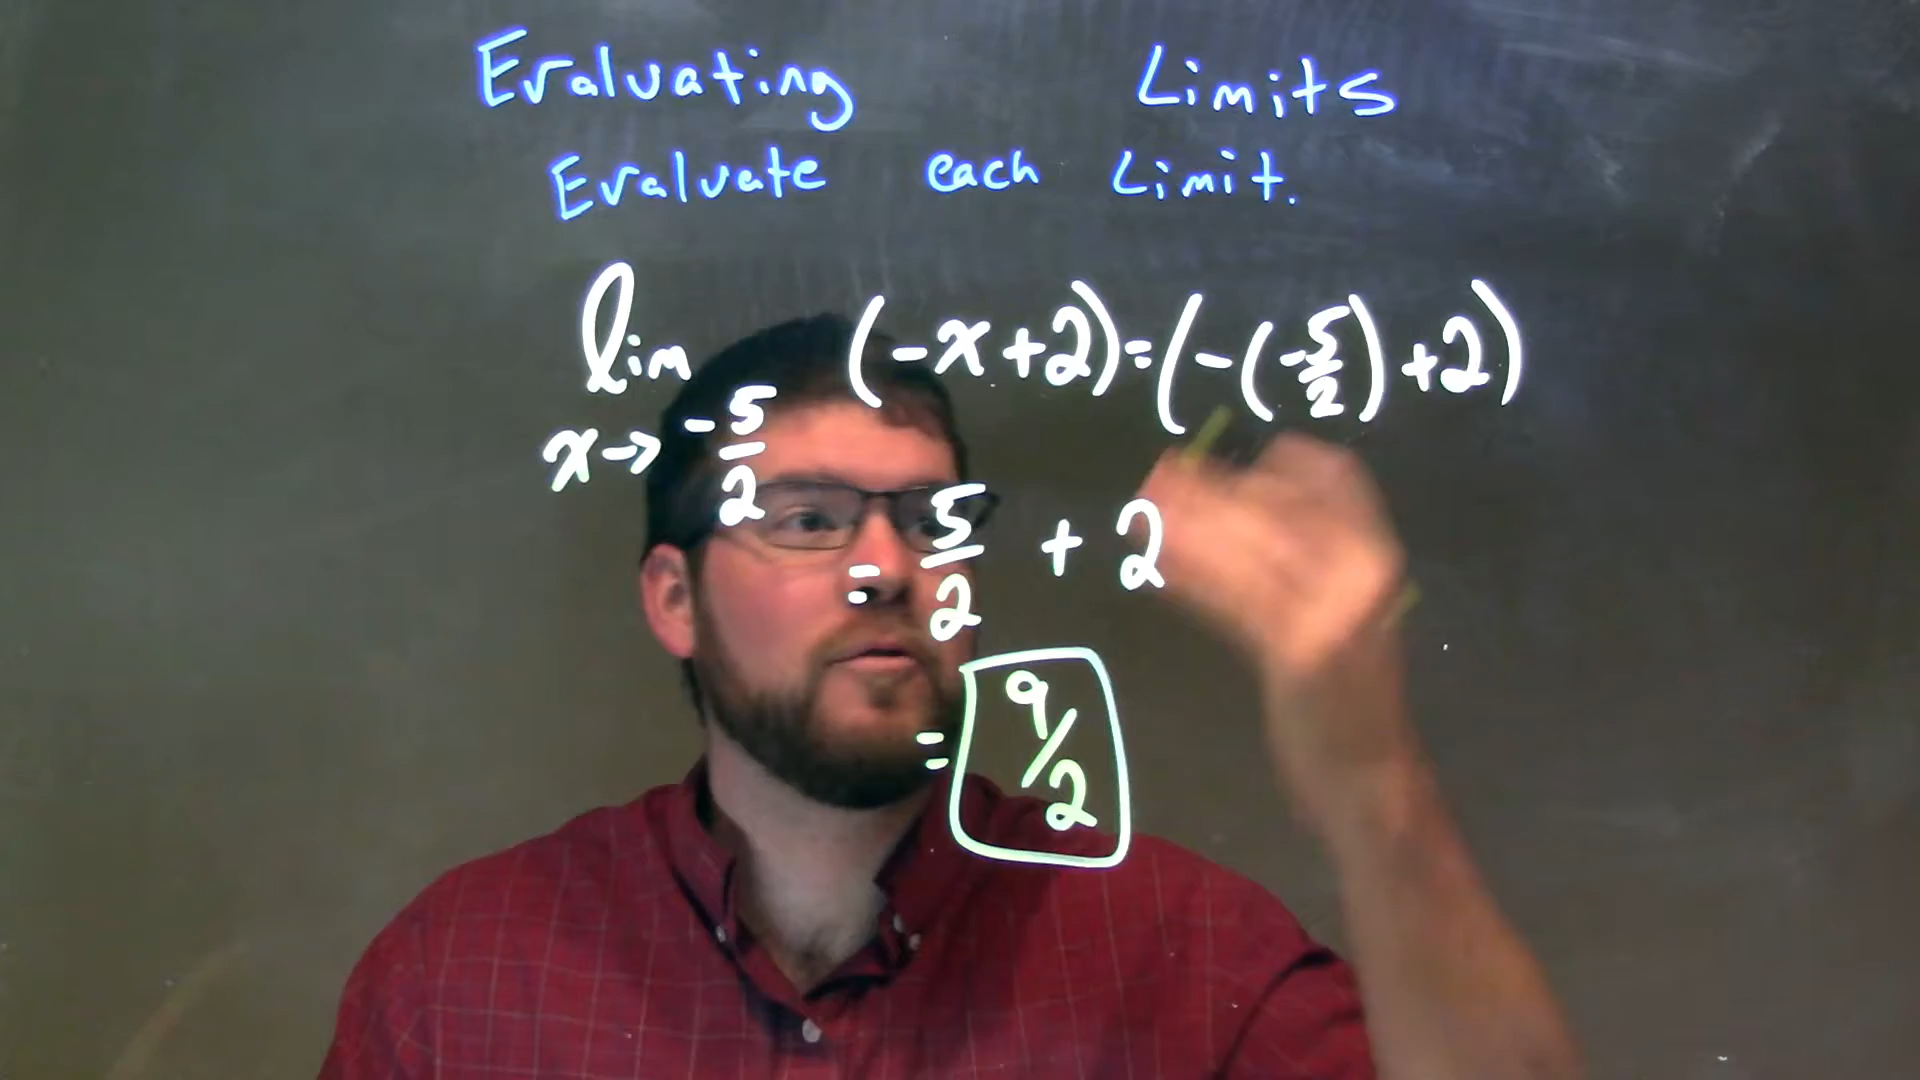 Evaluating Limits
Evaluate each Limit.
lim x→ -5/2 (-x+2)=(-(-5/2)+2)
= 5/2 + 2
= 9/2